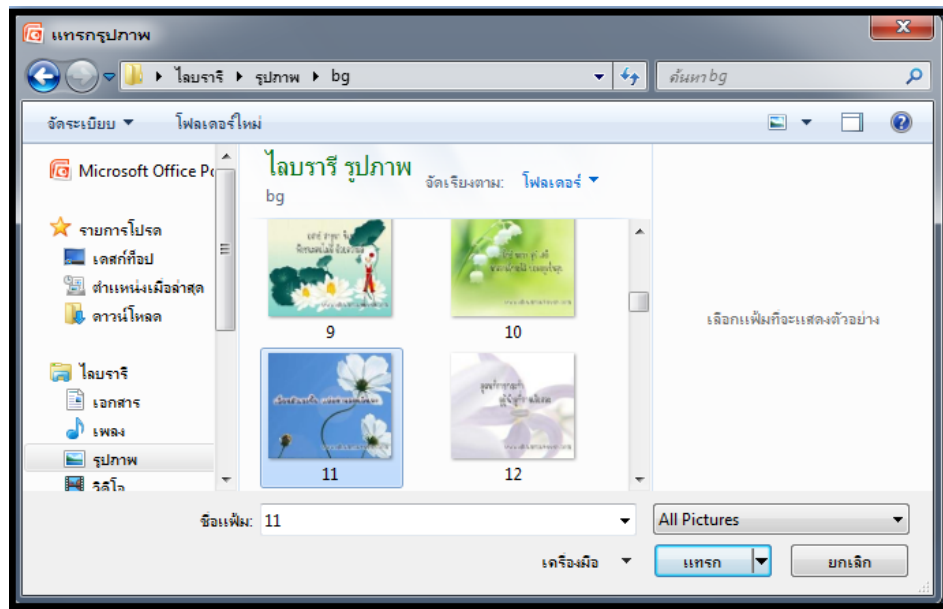 แทรกรูปภาพ
ไลบรารี รูปภาพ bg
ค้นหา bg
จัดระเบียบ โฟลเดอร์ใหม่
Microsoft Office Po
รายการโปรด
เดสก์ท็อป
ตำแหน่งเมื่อล่าสุด
ดาวน์โหลด
ไลบรารี
เอกสาร
เพลง
รูปภาพ
วิดีโอ
ไลบรารี รูปภาพ
bg
จัดเรียงตาม: โฟลเดอร์
9
10
11
12
เลือกแฟ้มที่จะแสดงตัวอย่าง
ชื่อแฟ้ม: 11
All Pictures
เครื่องมือ
แทรก
ยกเลิก